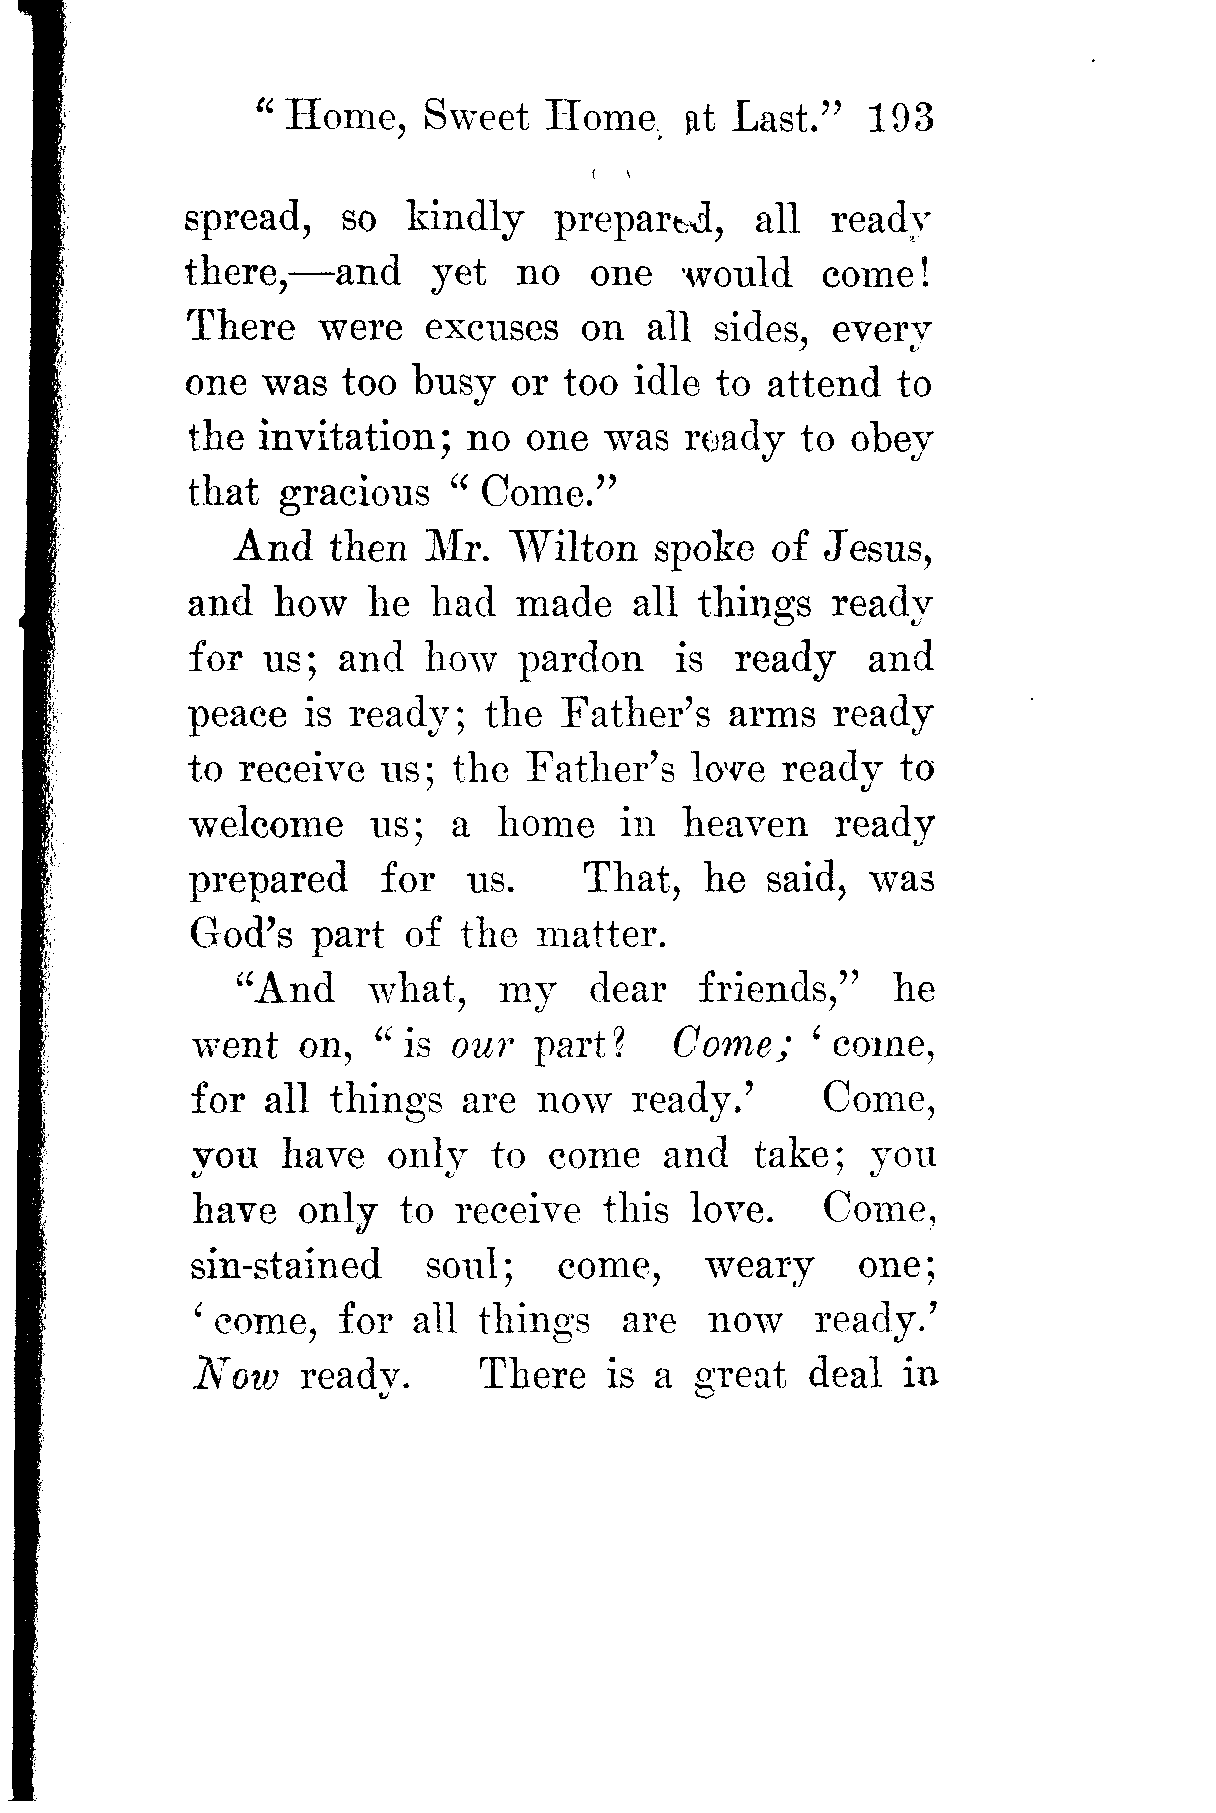 “Home, Sweet Home, at Last.” 193
spread, so kindly prepared, all ready
there,—and yet no one would come!
There were excuses on all sides, every
one was too busy or too idle to attend to
the invitation; no one was ready to obey
that gracious “Come.”
And then Mr. Wilton spoke of Jesus,
and how he had made all things ready
for us; and how pardon is ready and
peace is ready; the Father’s arms ready
to receive us; the Father’s love ready to
welcome us; a home in heaven ready
prepared for us. That, he said, was
God’s part of the matter.
“And what, my dear friends,” he
went on, “is our part? Come; ‘come,
for all things are now ready.’ Come,
you have only to come and take; you
have only to receive this love. Come,
sin-stained soul; come, weary one;
‘come, for all things are now ready.’
Now ready. There is a great deal in